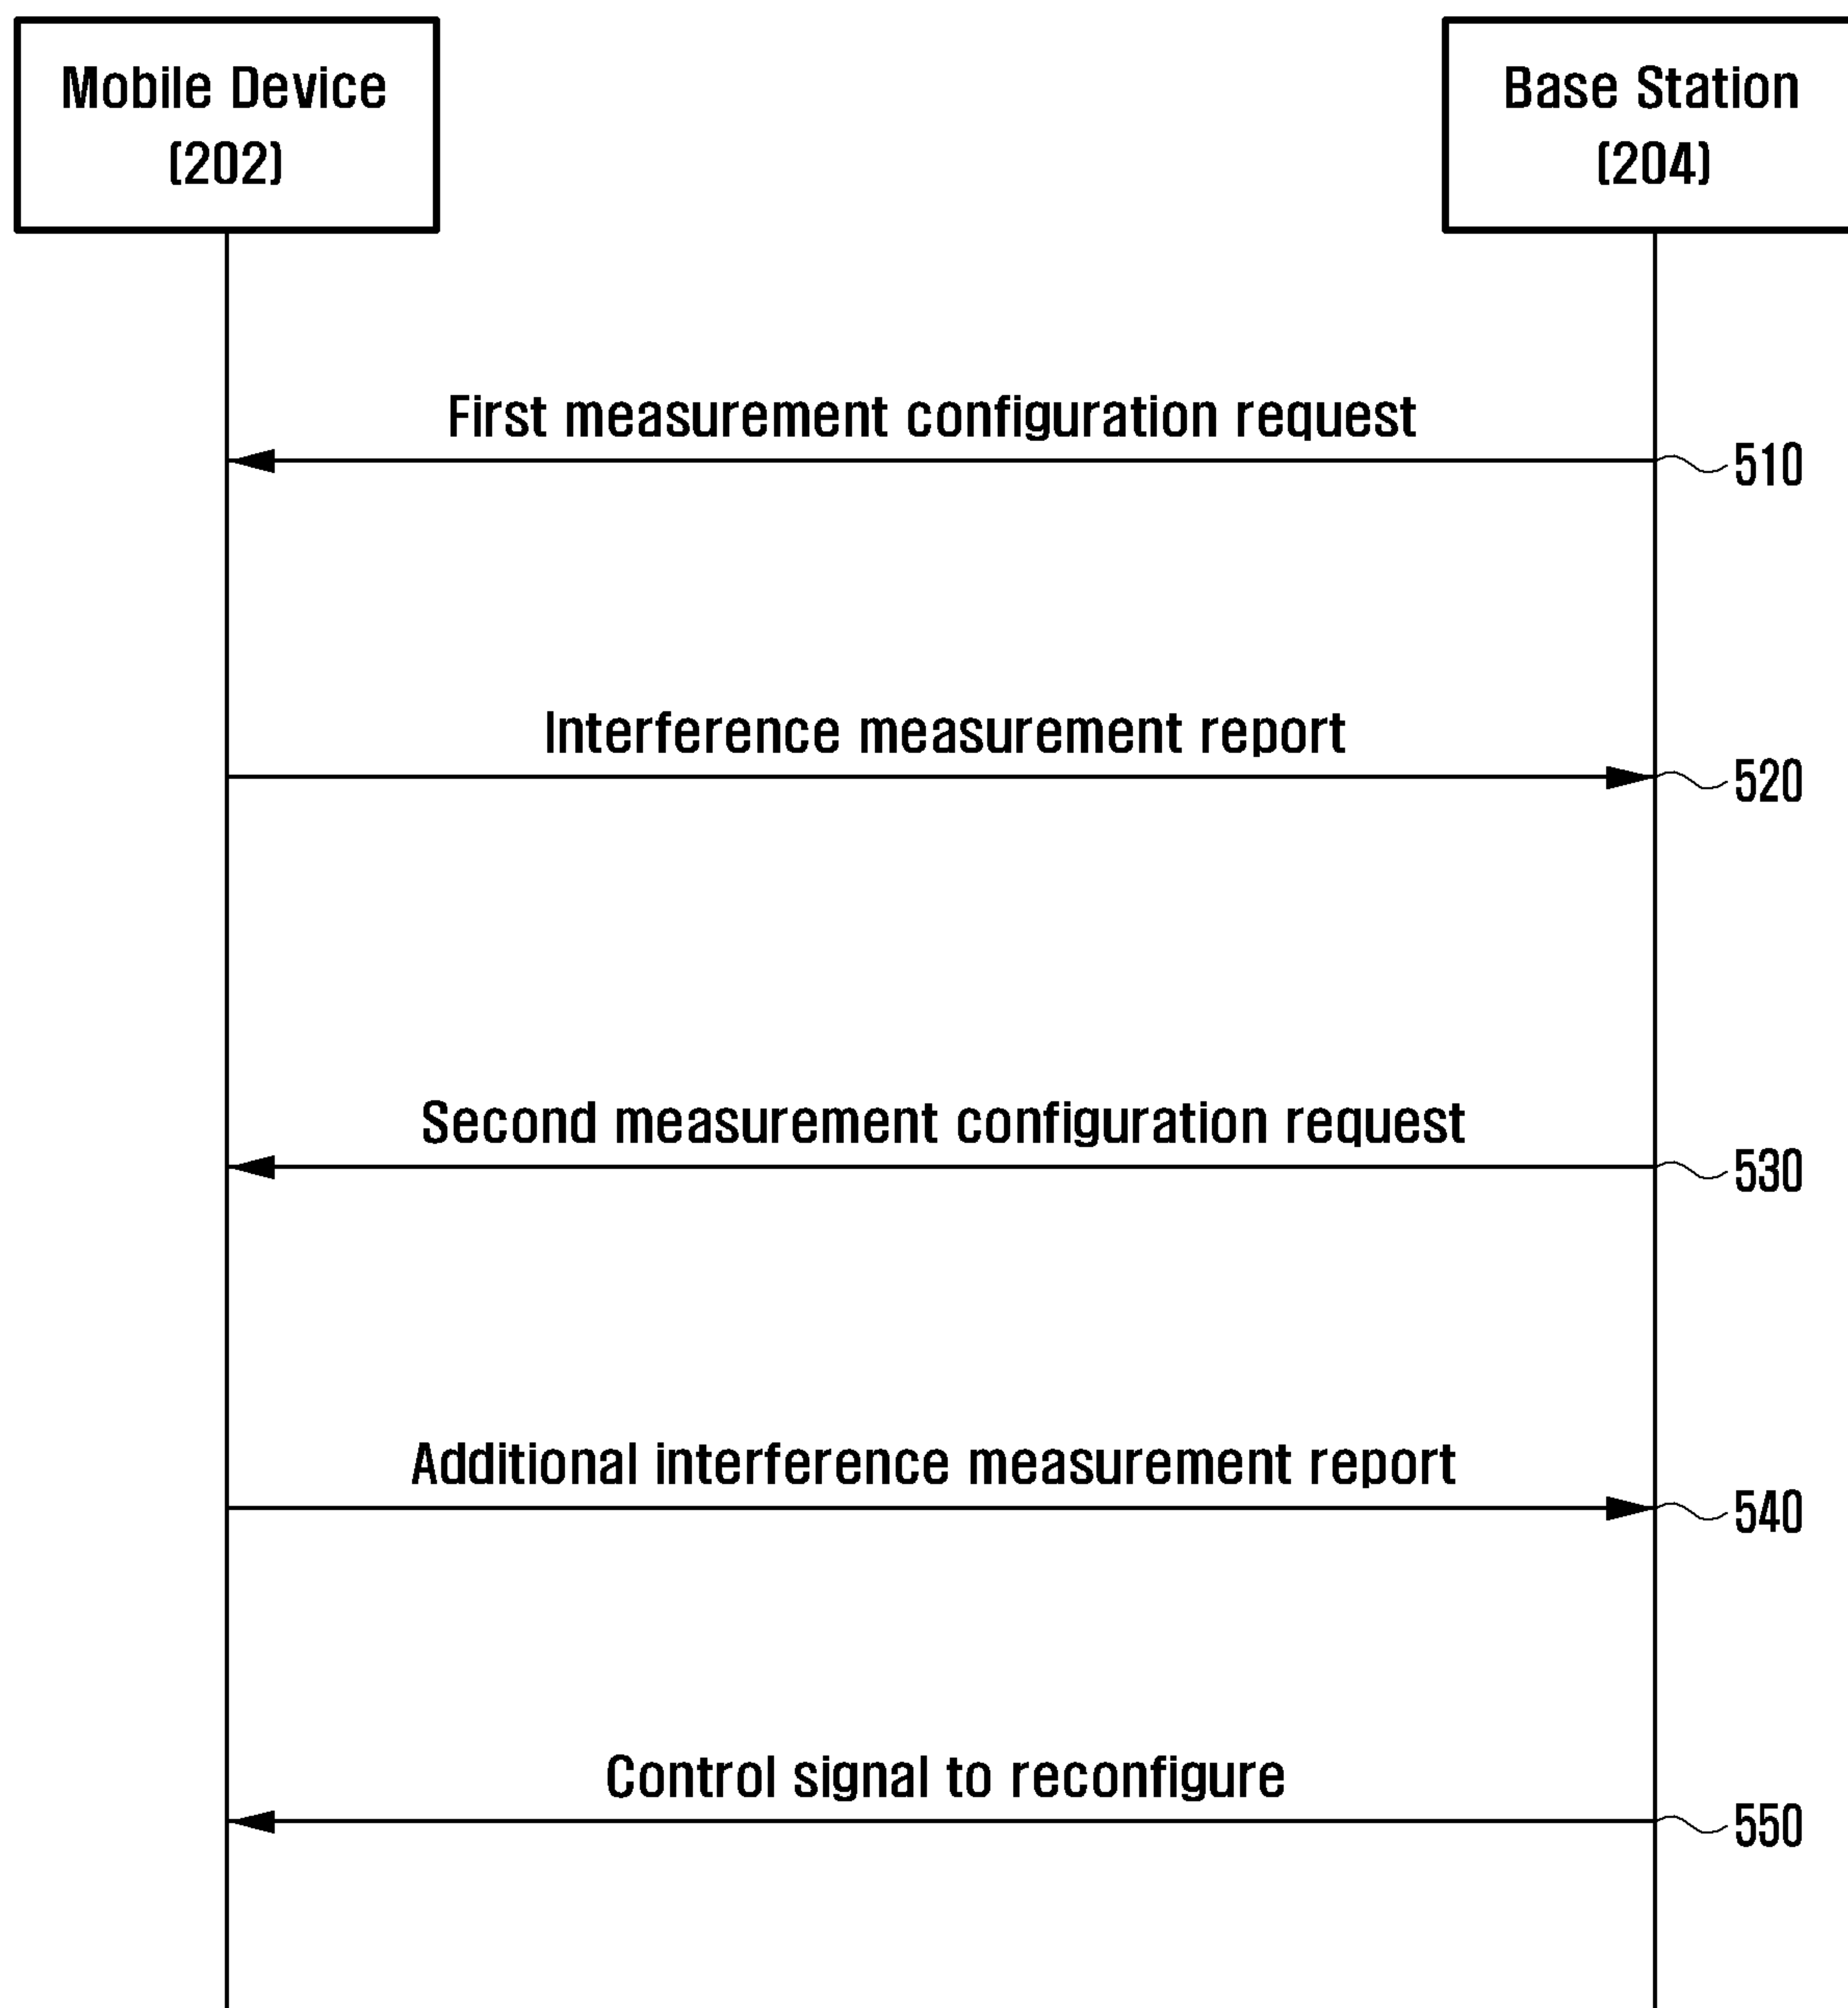 Mobile Device
(202)
Base Station
(204)
First measurement configuration request
510
Interference measurement report
520
Second measurement configuration request
530
Additional interference measurement report
540
Control signal to reconfigure
550